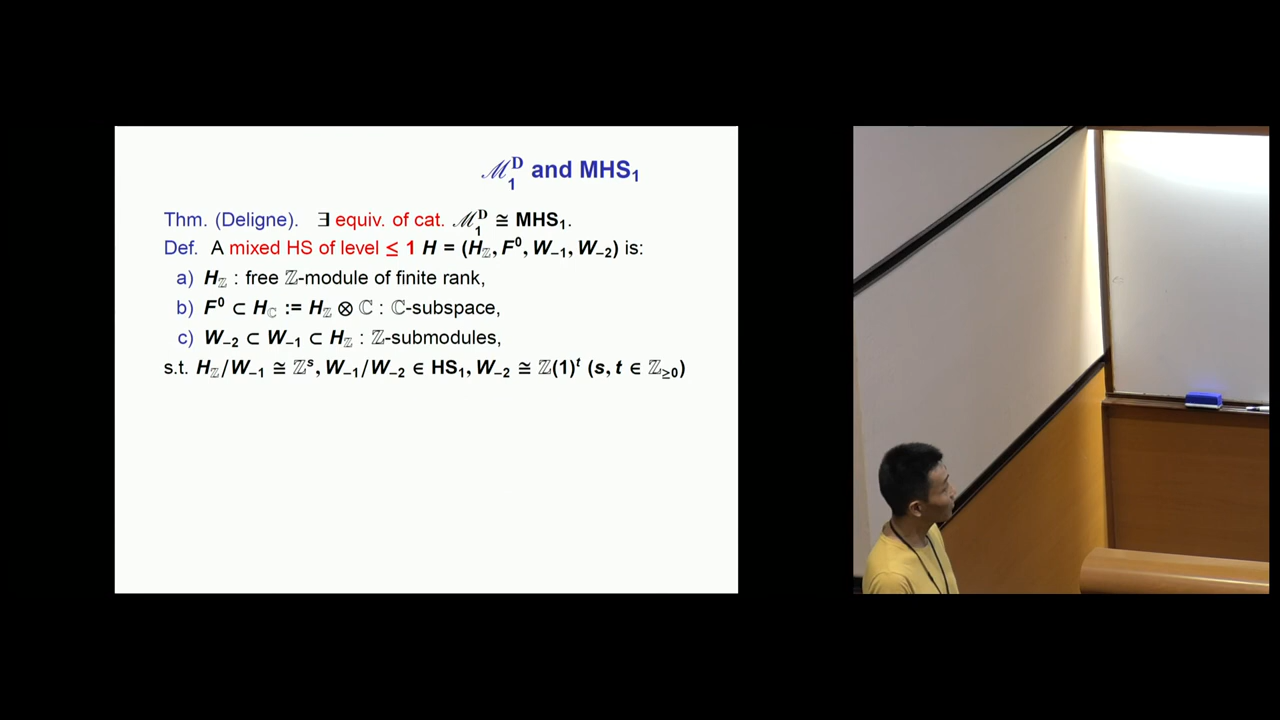 ℳ₁ᴰ and MHS₁
Thm. (Deligne). ∃ equiv. of cat. ℳ₁ᴰ ≅ MHS₁.
Def. A mixed HS of level ≤ 1 H = (H_ℤ, F⁰, W₋₁, W₋₂) is:
a) H_ℤ : free ℤ-module of finite rank,
b) F⁰ ⊂ H_ℂ := H_ℤ ⊗ ℂ : ℂ-subspace,
c) W₋₂ ⊂ W₋₁ ⊂ H_ℤ : ℤ-submodules,
s.t. H_ℤ/W₋₁ ≅ ℤˢ, W₋₁/W₋₂ ∈ HS₁, W₋₂ ≅ ℤ(1)ᵗ (s, t ∈ ℤ≥₀)